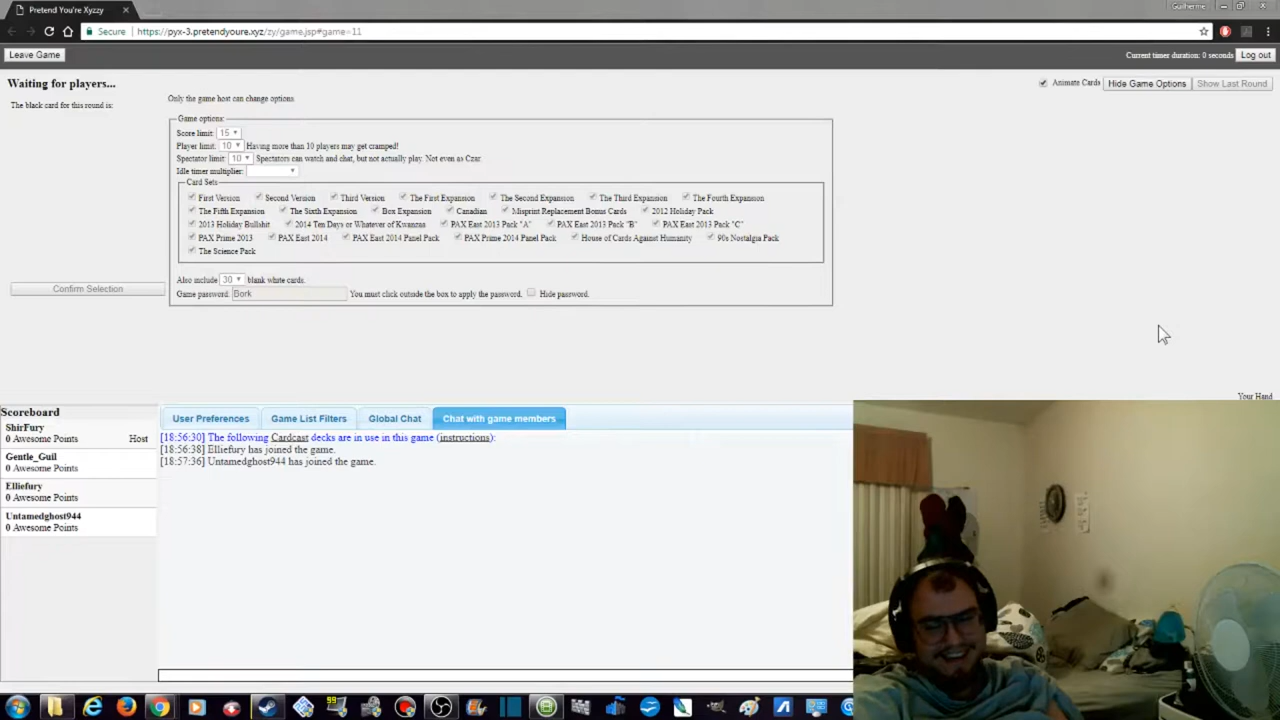 Pretend You're Xyzzy
Guilherme
Secure https://pyx-3.pretendyoure.xyz/zy/game.jsp#game=11
Leave Game
Current timer duration: 0 seconds Log out
Waiting for players...
Animate Cards Hide Game Options Show Last Round
The black card for this round is:
Only the game host can change options
Game options:
Score limit: 15
Player limit: 10 Having more than 10 players may get cramped!
Spectator limit: 10 Spectators can watch and chat, but not actually play. Not even as Czar.
Idle timer multiplier:
Card Sets
First Version Second Version Third Version The First Expansion The Second Expansion The Third Expansion The Fourth Expansion
The Fifth Expansion The Sixth Expansion Box Expansion Canadian Misprint Replacement Bonus Cards 2012 Holiday Pack
2013 Holiday Bullshit 2014 Ten Days or Whatever of Kwanzaa PAX East 2013 Pack "A" PAX East 2013 Pack "B" PAX East 2013 Pack "C"
PAX Prime 2013 PAX East 2014 PAX East 2014 Panel Pack PAX Prime 2014 Panel Pack House of Cards Against Humanity 90s Nostalgia Pack
The Science Pack
Also include 30 blank white cards.
Confirm Selection
Game password: Bork You must click outside the box to apply the password. Hide password.
Your Hand
Scoreboard
ShirFury
0 Awesome Points Host
Gentle_Guil
0 Awesome Points
Elliefury
0 Awesome Points
Untamedghost944
0 Awesome Points
User Preferences Game List Filters Global Chat Chat with game members
[18:56:30] The following Cardcast decks are in use in this game (instructions):
[18:56:38] Elliefury has joined the game.
[18:57:36] Untamedghost944 has joined the game.
99